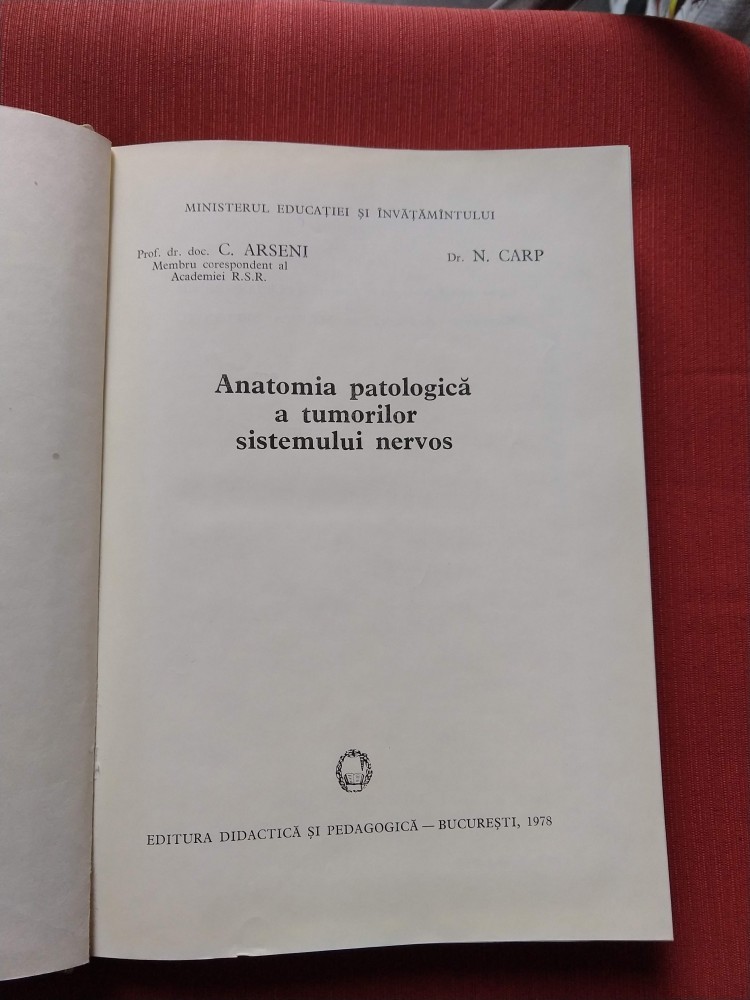 MINISTERUL EDUCAȚIEI ȘI ÎNVĂȚĂMÎNTULUI
Prof. dr. doc. C. ARSENI
Membru corespondent al
Academiei R.S.R.
Dr. N. CARP
Anatomia patologică
a tumorilor
sistemului nervos
EDITURA DIDACTICĂ ȘI PEDAGOGICĂ — BUCUREȘTI, 1978